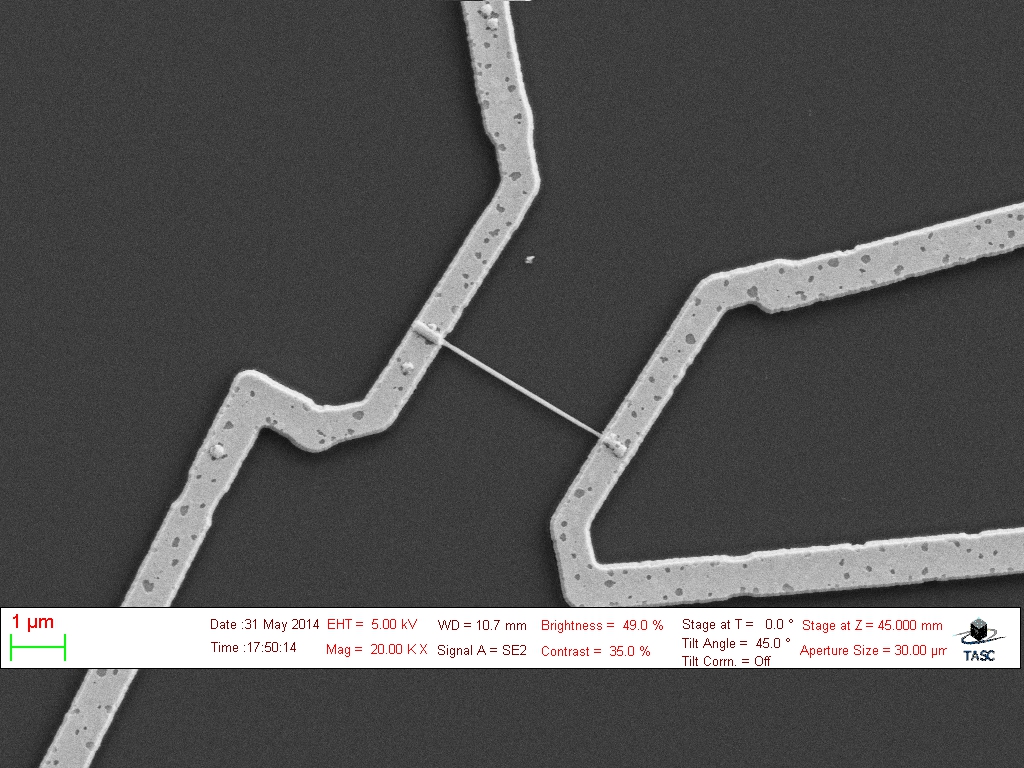 1 µm
Date :31 May 2014 EHT = 5.00 kV WD = 10.7 mm Brightness = 49.0 % Stage at T = 0.0 ° Stage at Z = 45.000 mm
Time :17:50:14 Mag = 20.00 K X Signal A = SE2 Contrast = 35.0 % Tilt Angle = 45.0 ° Aperture Size = 30.00 µm
Tilt Corrn. = Off
TASC